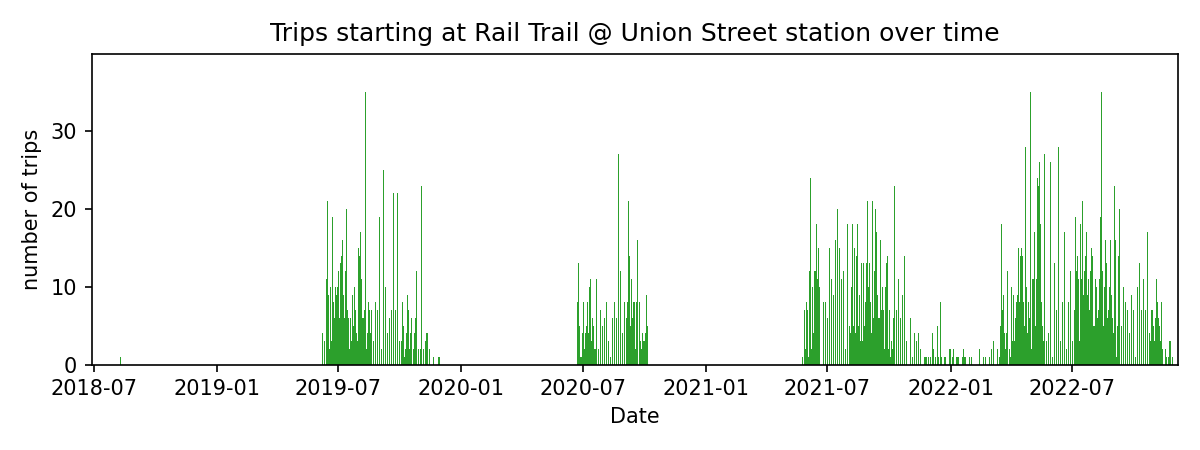 Trips starting at Rail Trail @ Union Street station over time
number of trips
30
20
10
0
2018-07 2019-01 2019-07 2020-01 2020-07 2021-01 2021-07 2022-01 2022-07
Date